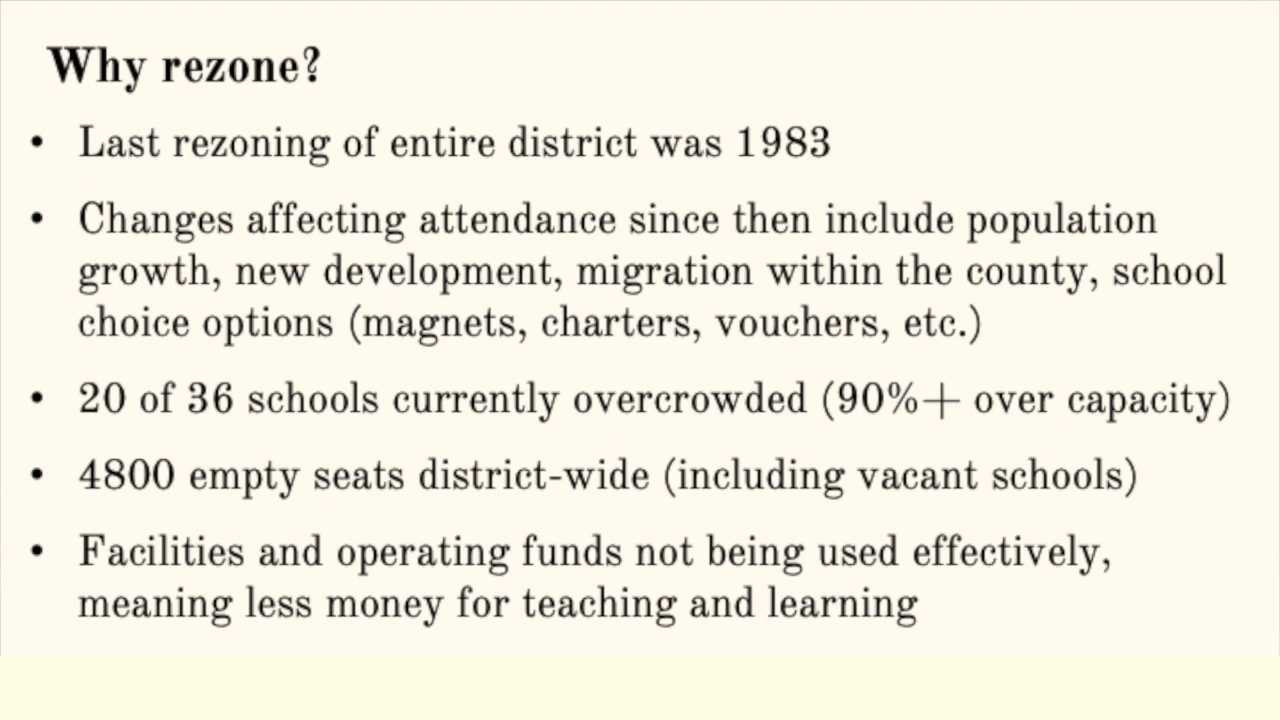 Why rezone?
• Last rezoning of entire district was 1983
• Changes affecting attendance since then include population
growth, new development, migration within the county, school
choice options (magnets, charters, vouchers, etc.)
• 20 of 36 schools currently overcrowded (90%+ over capacity)
• 4800 empty seats district-wide (including vacant schools)
• Facilities and operating funds not being used effectively,
meaning less money for teaching and learning